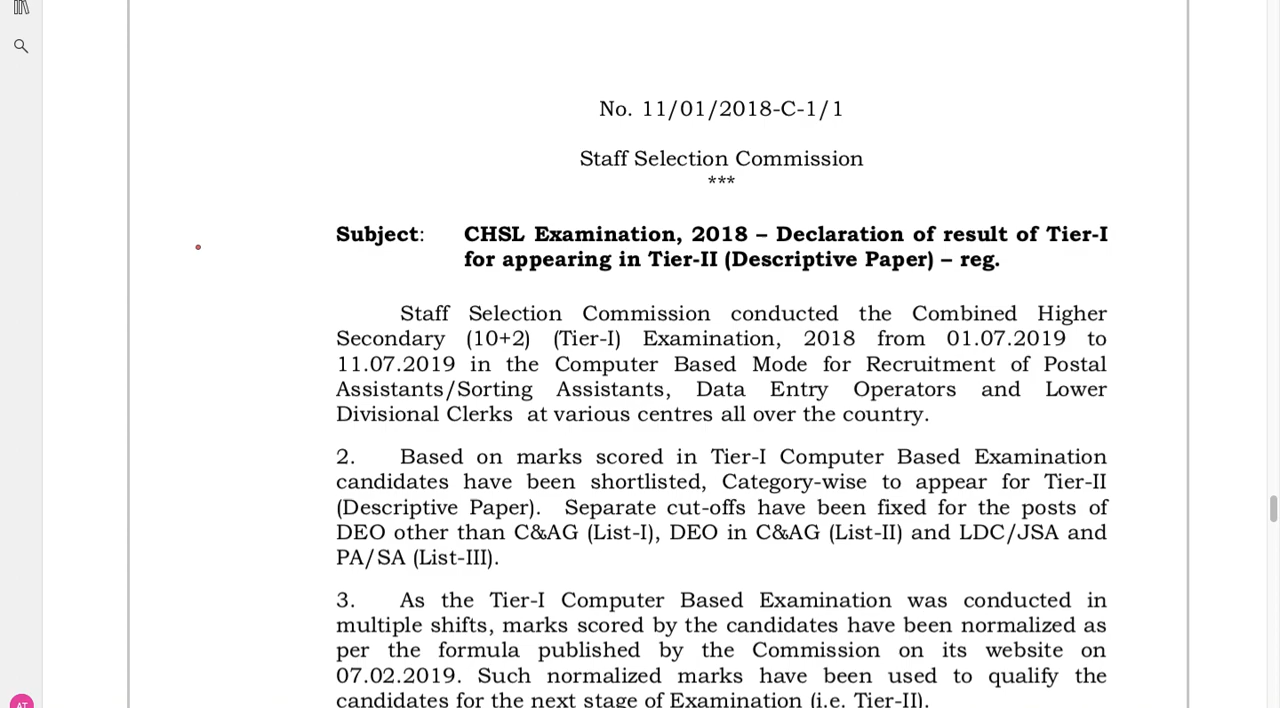 No. 11/01/2018-C-1/1
Staff Selection Commission
***
Subject: CHSL Examination, 2018 – Declaration of result of Tier-I
for appearing in Tier-II (Descriptive Paper) – reg.
Staff Selection Commission conducted the Combined Higher
Secondary (10+2) (Tier-I) Examination, 2018 from 01.07.2019 to
11.07.2019 in the Computer Based Mode for Recruitment of Postal
Assistants/Sorting Assistants, Data Entry Operators and Lower
Divisional Clerks at various centres all over the country.
2. Based on marks scored in Tier-I Computer Based Examination
candidates have been shortlisted, Category-wise to appear for Tier-II
(Descriptive Paper). Separate cut-offs have been fixed for the posts of
DEO other than C&AG (List-I), DEO in C&AG (List-II) and LDC/JSA and
PA/SA (List-III).
3. As the Tier-I Computer Based Examination was conducted in
multiple shifts, marks scored by the candidates have been normalized as
per the formula published by the Commission on its website on
07.02.2019. Such normalized marks have been used to qualify the
candidates for the next stage of Examination (i.e. Tier-II).
AT